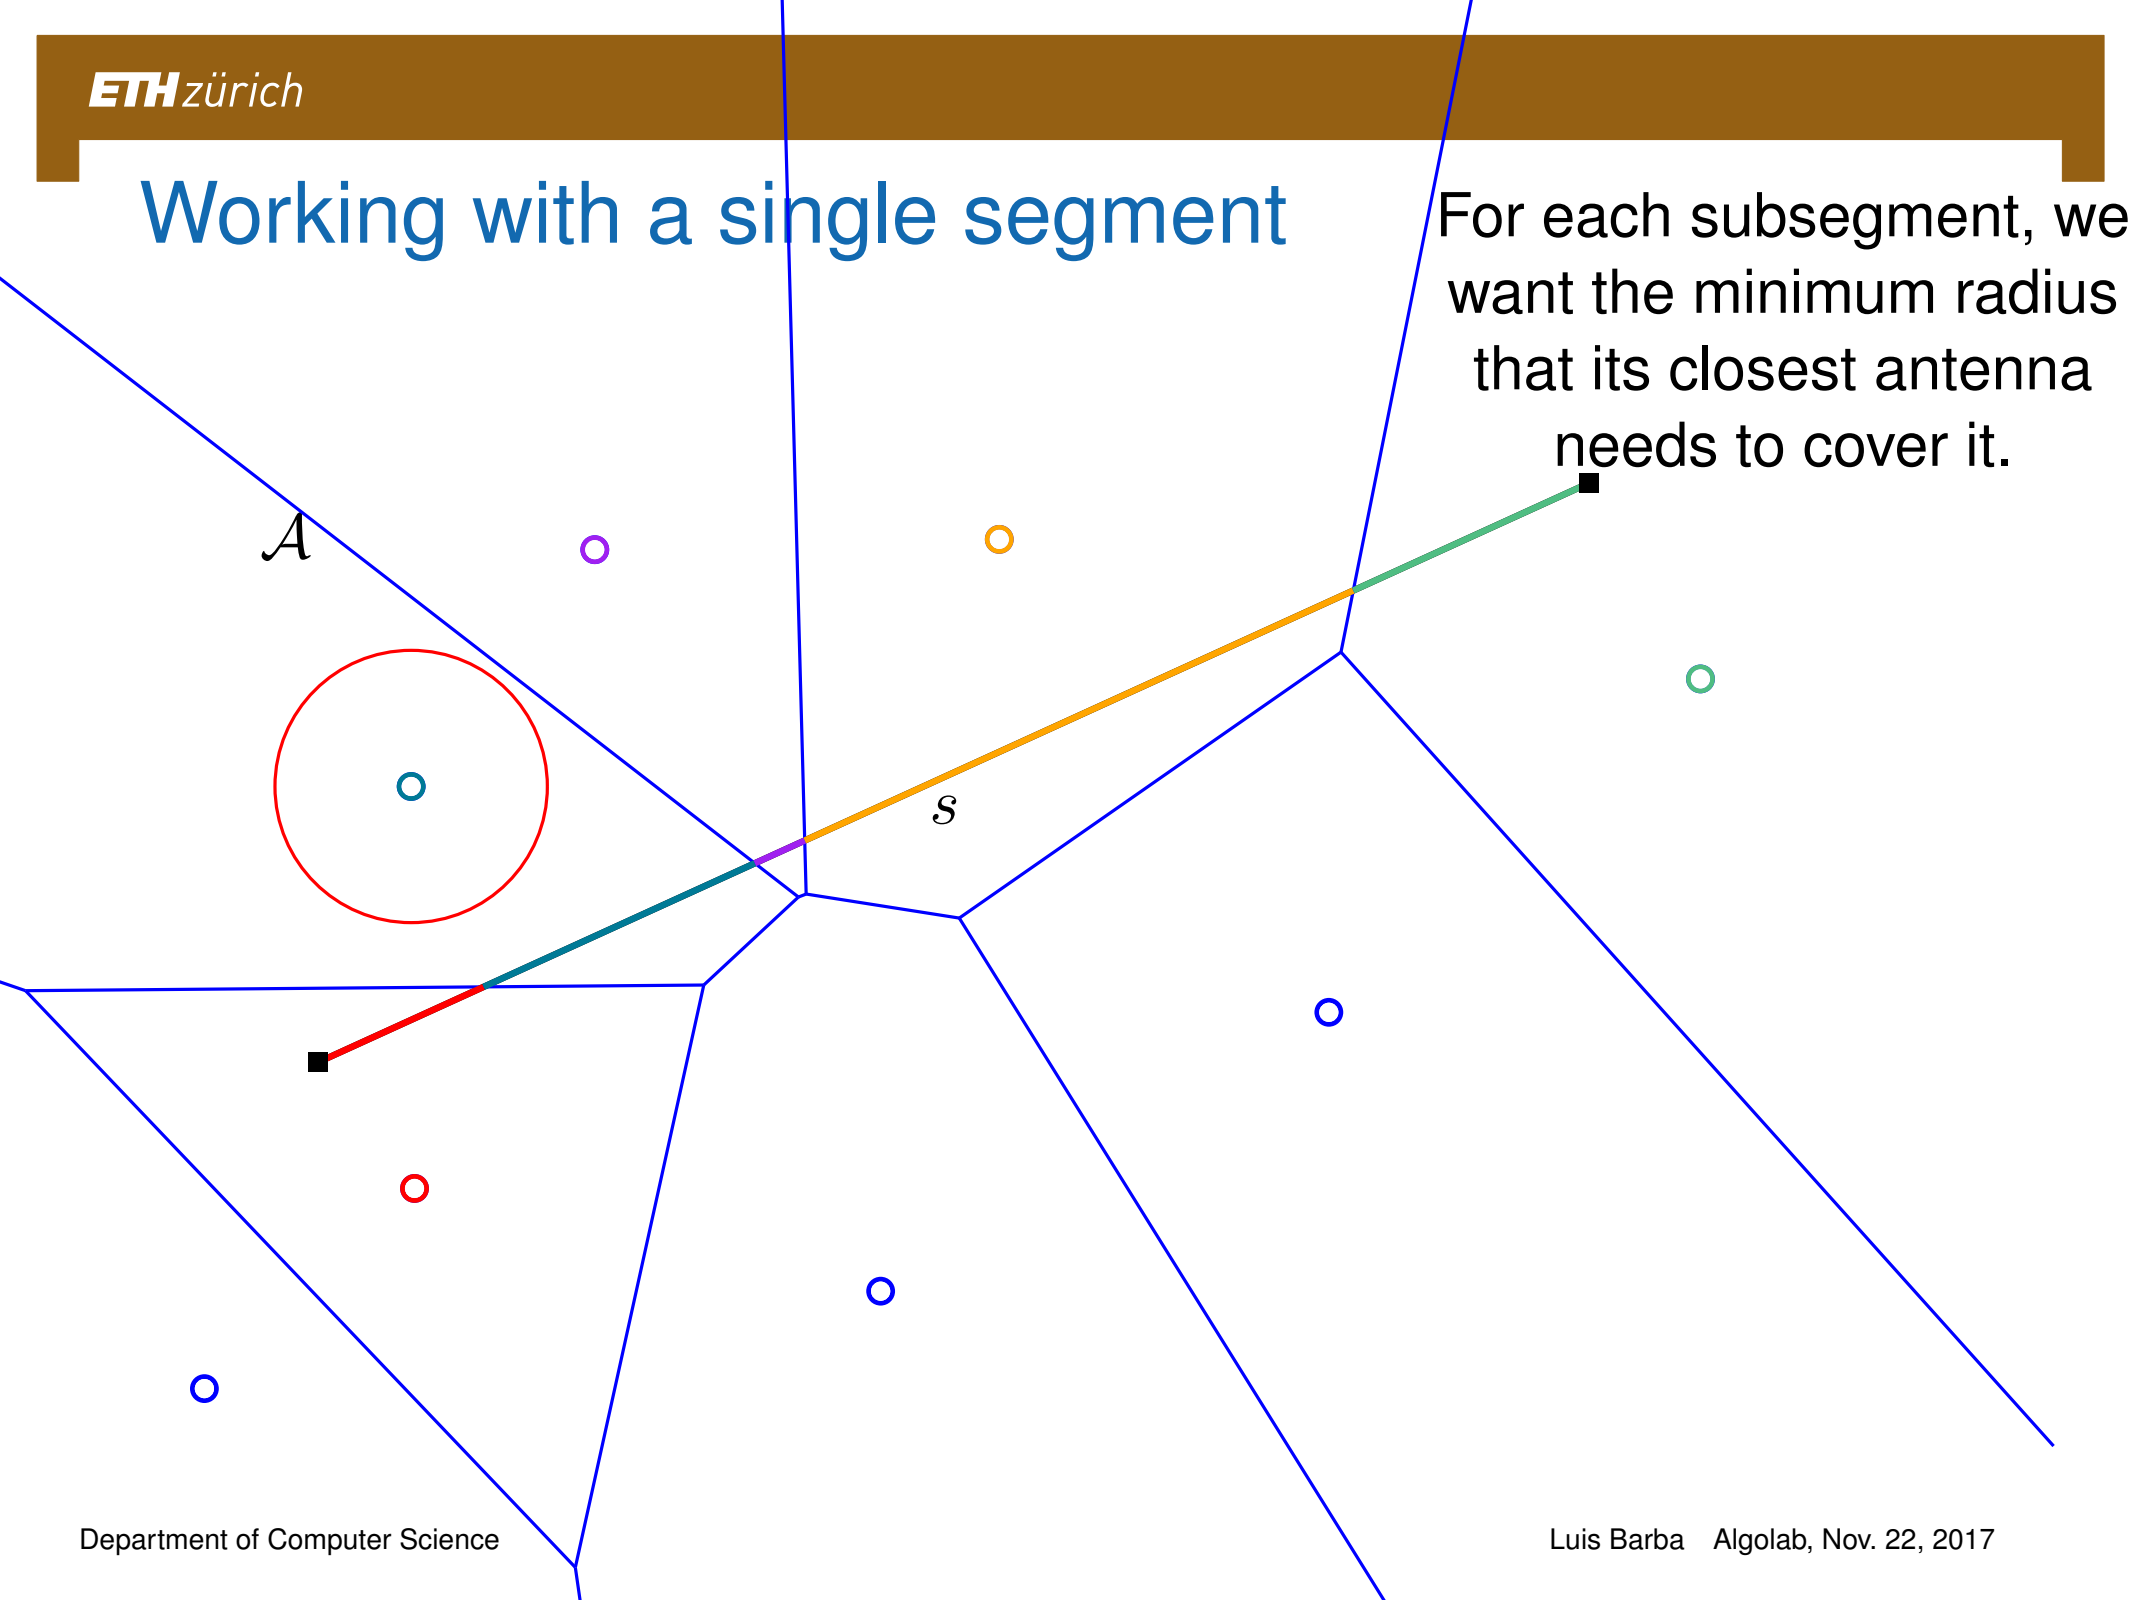 ETH zürich
Working with a single segment
For each subsegment, we
want the minimum radius
that its closest antenna
needs to cover it.
𝒜
s
Department of Computer Science
Luis Barba Algolab, Nov. 22, 2017